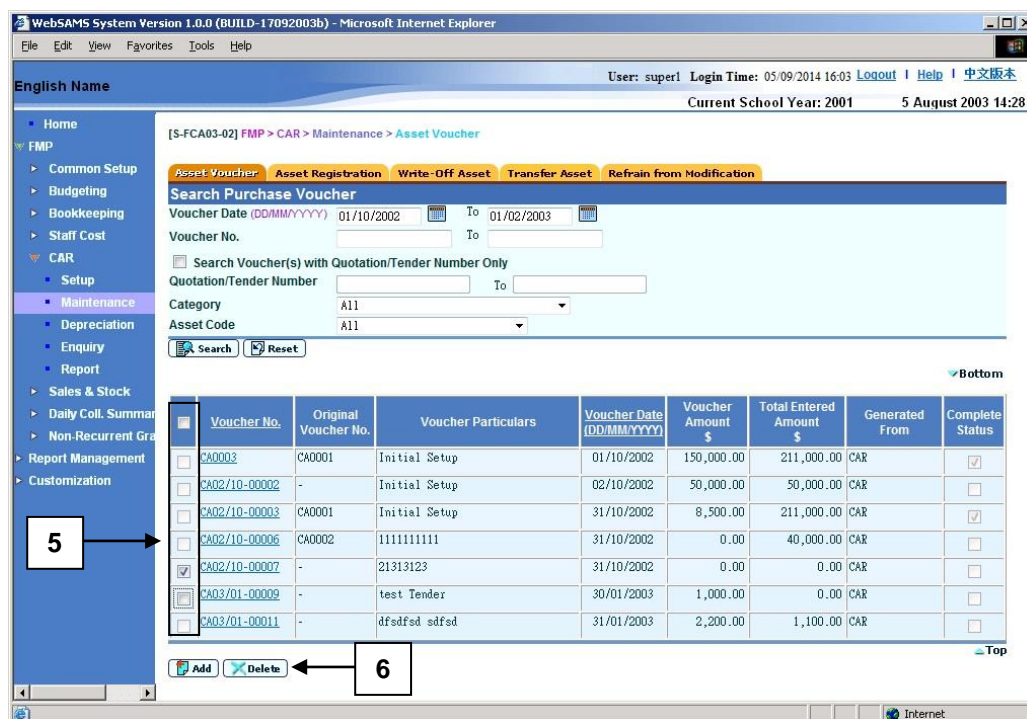 WebSAMS System Version 1.0.0 (BUILD-17092003b) - Microsoft Internet Explorer
File Edit View Favorites Tools Help
English Name
User: super1 Login Time: 05/09/2014 16:03 Logout | Help | 中文版本
Current School Year: 2001 5 August 2003 14:28
Home
FMP
Common Setup
Budgeting
Bookkeeping
Staff Cost
CAR
Setup
Maintenance
Depreciation
Enquiry
Report
Sales & Stock
Daily Coll. Summar
Non-Recurrent Gra
Report Management
Customization
[S-FCA03-02] FMP > CAR > Maintenance > Asset Voucher
Asset Voucher Asset Registration Write-Off Asset Transfer Asset Refrain from Modification
Search Purchase Voucher
Voucher Date (DD/MM/YYYY) 01/10/2002 To 01/02/2003
Voucher No. To
Search Voucher(s) with Quotation/Tender Number Only
Quotation/Tender Number To
Category All
Asset Code All
Search Reset
Bottom
Voucher No. Original Voucher No. Voucher Particulars Voucher Date (DD/MM/YYYY) Voucher Amount $ Total Entered Amount $ Generated From Complete Status
CA0003 CA0001 Initial Setup 01/10/2002 150,000.00 211,000.00 CAR
CA02/10-00002 - Initial Setup 02/10/2002 50,000.00 50,000.00 CAR
CA02/10-00003 CA0001 Initial Setup 31/10/2002 8,500.00 211,000.00 CAR
CA02/10-00006 CA0002 1111111111 31/10/2002 0.00 40,000.00 CAR
CA02/10-00007 - 21313123 31/10/2002 0.00 0.00 CAR
CA03/01-00009 - test Tender 30/01/2003 1,000.00 0.00 CAR
CA03/01-00011 - dfsdfsd sdfsd 31/01/2003 2,200.00 1,100.00 CAR
Top
Add Delete
5
6
Internet